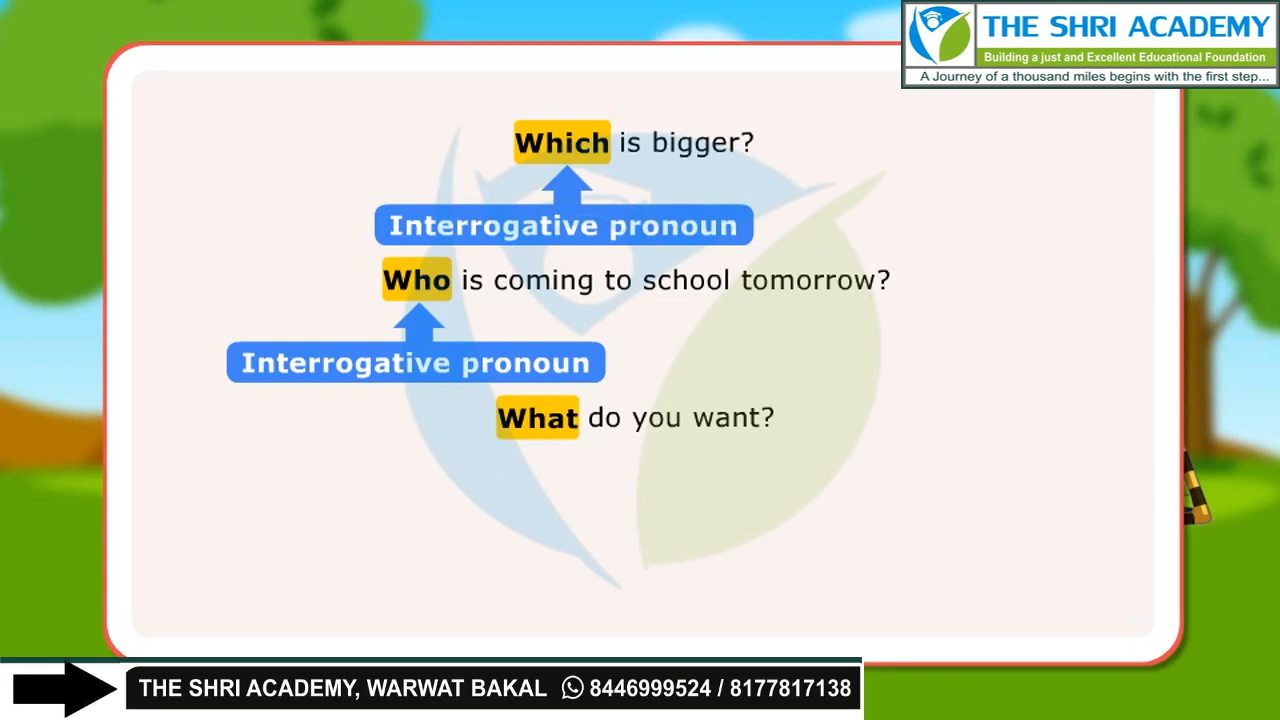 THE SHRI ACADEMY
Building a just and Excellent Educational Foundation
A Journey of a thousand miles begins with the first step...
Which is bigger?
Interrogative pronoun
Who is coming to school tomorrow?
Interrogative pronoun
What do you want?
THE SHRI ACADEMY, WARWAT BAKAL 8446999524 / 8177817138